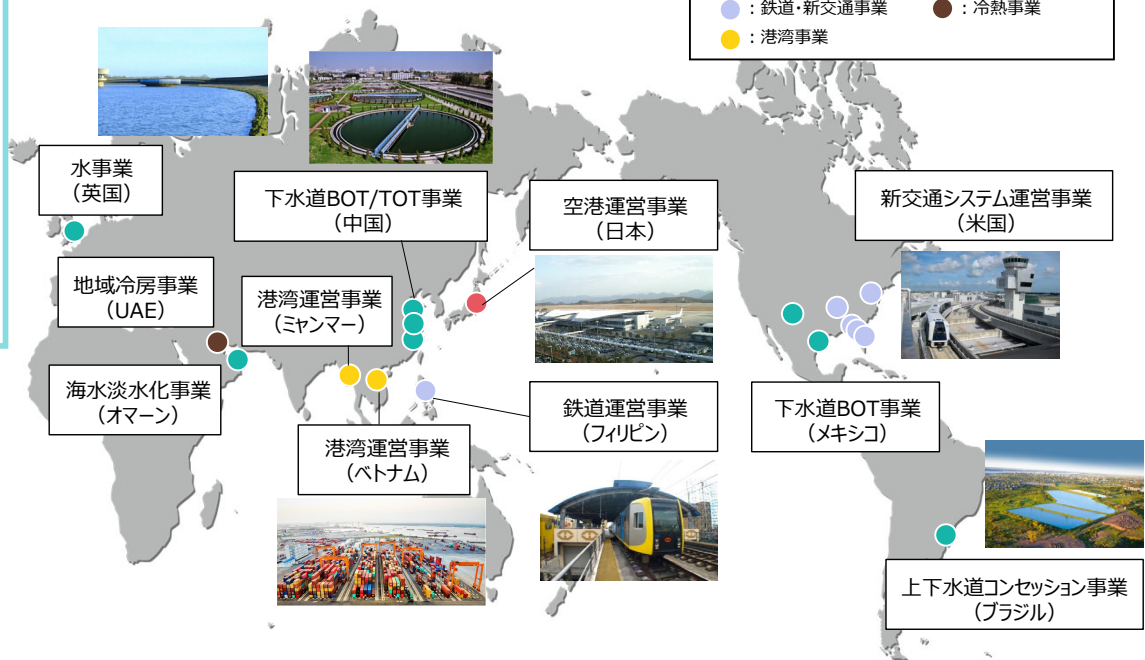 ：鉄道・新交通事業
：冷熱事業
：港湾事業
水事業
（英国）
下水道BOT/TOT事業
（中国）
空港運営事業
（日本）
新交通システム運営事業
（米国）
地域冷房事業
（UAE）
港湾運営事業
（ミャンマー）
海水淡水化事業
（オマーン）
港湾運営事業
（ベトナム）
鉄道運営事業
（フィリピン）
下水道BOT事業
（メキシコ）
上下水道コンセッション事業
（ブラジル）